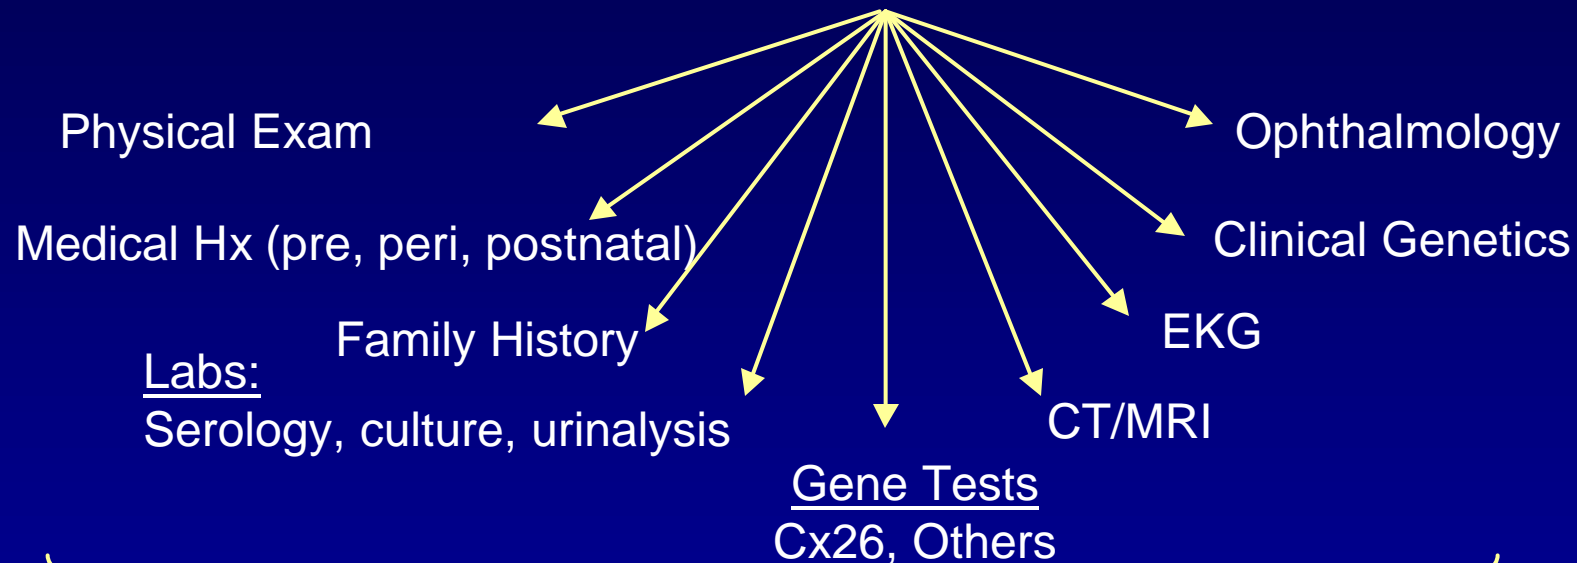 Physical Exam
Ophthalmology
Medical Hx (pre, peri, postnatal)
Clinical Genetics
Family History
EKG
Labs:
Serology, culture, urinalysis
CT/MRI
Gene Tests
Cx26, Others